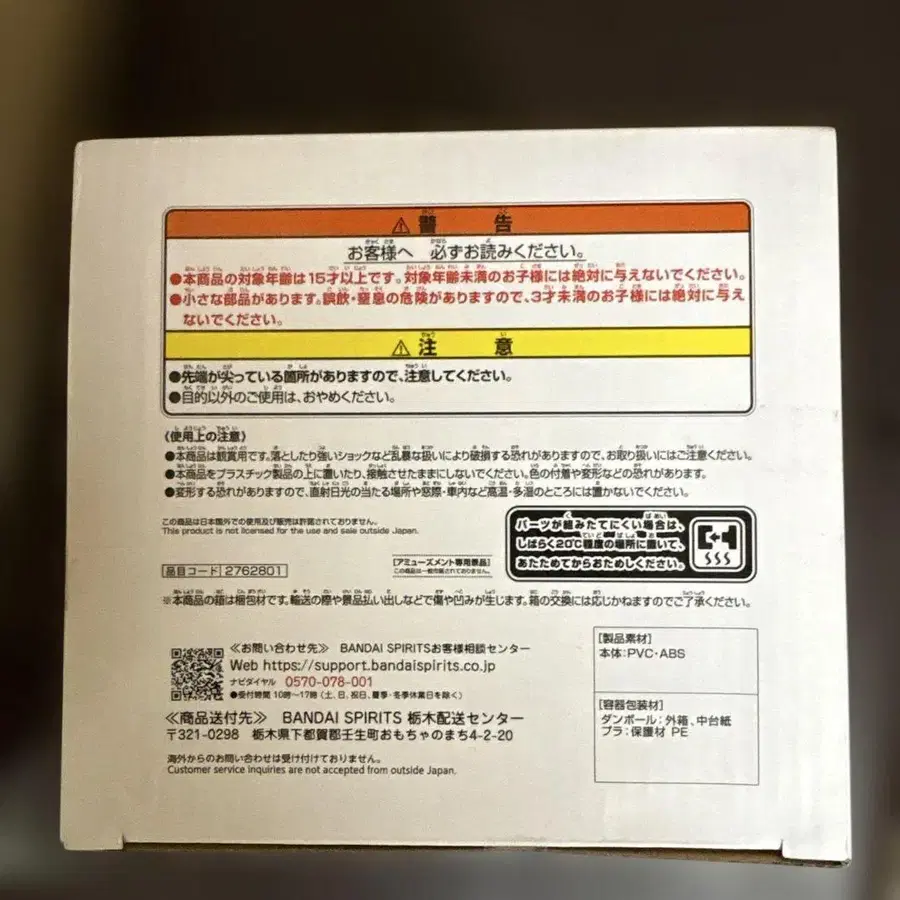 ⚠警告
お客様へ 必ずお読みください。
●本商品の対象年齢は15才以上です。対象年齢未満のお子様には絶対に与えないでください。
●小さな部品があります。誤飲・窒息の危険がありますので、3才未満のお子様には絶対に与え
ないでください。
⚠注意
●先端が尖っている箇所がありますので、注意してください。
●目的以外のご使用は、おやめください。
《使用上の注意》
●本商品は観賞用です。落としたり強いショックなど乱暴な扱いにより破損する恐れがありますので、お取り扱いにはご注意ください。
●本商品をプラスチック製品の上に置いたり、接触させたままにしないでください。色の付着や変形などの恐れがあります。
●変形する恐れがありますので、直射日光の当たる場所や窓際・車内など高温・多湿のところには置かないでください。
この商品は日本国外での使用及び販売は許諾されておりません。
This product is not licensed for the use and sale outside Japan.
パーツが組みたてにくい場合は、
しばらく20℃程度の場所に置いて、
あたためてからおためしください。
品目コード 2762801
[アミューズメント専用景品]
この商品は一般市販されておりません。
※本商品の箱は梱包材です。輸送の際や景品払い出しなどで傷や凹みが生じます。箱の交換には応じかねますのでご了承ください。
≪お問い合わせ先≫ BANDAI SPIRITSお客様相談センター
Web https://support.bandaispirits.co.jp
ナビダイヤル 0570-078-001
●受付時間 10時〜17時(土、日、祝日、夏季・冬季休業日を除く)
≪商品送付先≫ BANDAI SPIRITS 栃木配送センター
〒321-0298 栃木県下都賀郡壬生町おもちゃのまち4-2-20
海外からのお問い合わせは受け付けておりません。
Customer service inquiries are not accepted from outside Japan.
[製品素材]
本体:PVC・ABS
[容器包装材]
ダンボール:外箱、中台紙
プラ:保護材 PE